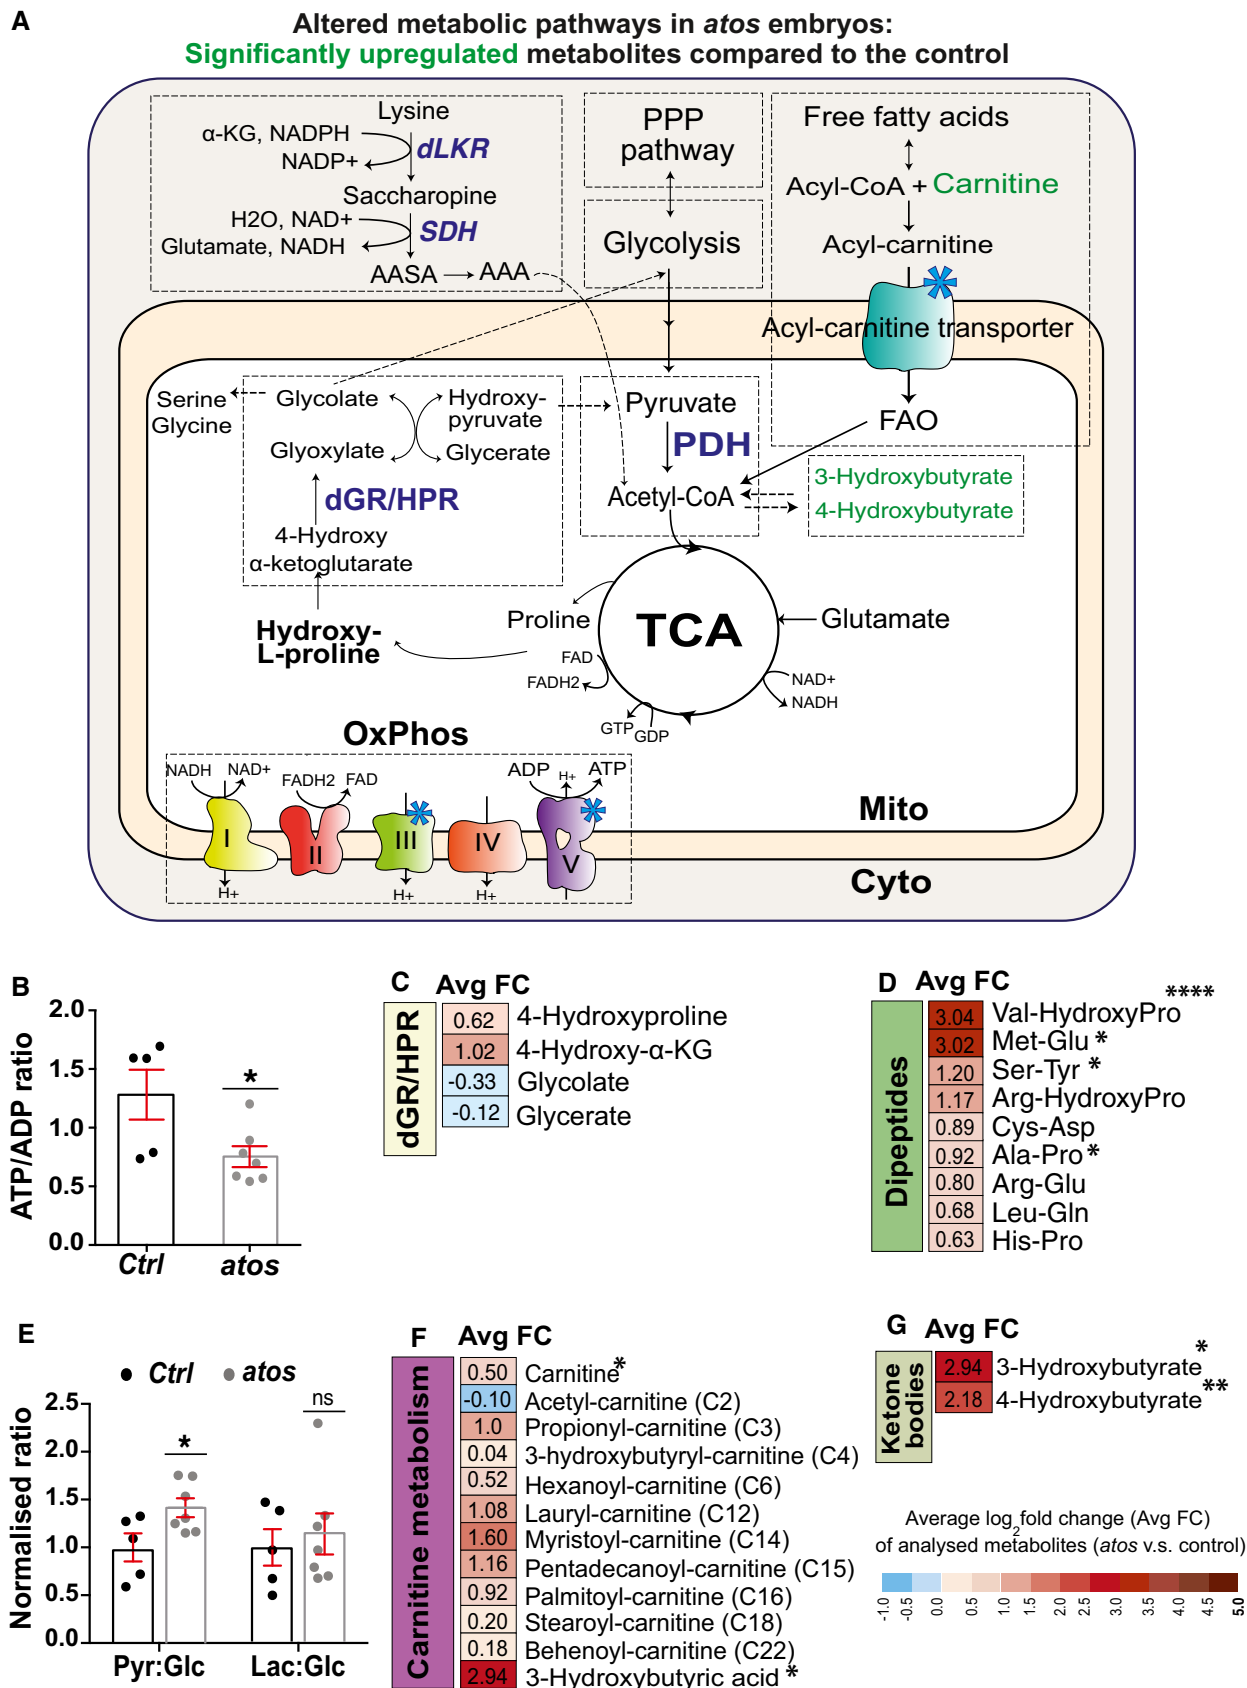 A
Altered metabolic pathways in atos embryos:
Significantly upregulated metabolites compared to the control
Lysine
α-KG, NADPH
NADP+
dLKR
Saccharopine
H2O, NAD+
Glutamate, NADH
SDH
AASA
AAA
PPP
pathway
Glycolysis
Free fatty acids
Acyl-CoA + Carnitine
Acyl-carnitine
Acyl-carnitine transporter
FAO
Serine
Glycine
Glycolate
Hydroxy-
pyruvate
Glyoxylate
Glycerate
dGR/HPR
4-Hydroxy
α-ketoglutarate
Hydroxy-
L-proline
Pyruvate
PDH
Acetyl-CoA
3-Hydroxybutyrate
4-Hydroxybutyrate
Proline
TCA
Glutamate
FAD
FADH2
GTP
GDP
NAD+
NADH
OxPhos
NADH
NAD+
FADH2
FAD
ADP
H+
ATP
I
II
III
IV
V
H+
H+
H+
Mito
Cyto
B
ATP/ADP ratio
2.0
1.5
1.0
0.5
0.0
*
Ctrl
atos
C
Avg FC
dGR/HPR
0.62 4-Hydroxyproline
1.02 4-Hydroxy-α-KG
-0.33 Glycolate
-0.12 Glycerate
D
Avg FC
Dipeptides
3.04 Val-HydroxyPro ****
3.02 Met-Glu *
1.20 Ser-Tyr *
1.17 Arg-HydroxyPro
0.89 Cys-Asp
0.92 Ala-Pro *
0.80 Arg-Glu
0.68 Leu-Gln
0.63 His-Pro
E
Ctrl
atos
Normalised ratio
2.5
2.0
1.5
1.0
0.5
0.0
*
ns
Pyr:Glc
Lac:Glc
F
Avg FC
Carnitine metabolism
0.50 Carnitine *
-0.10 Acetyl-carnitine (C2)
1.0 Propionyl-carnitine (C3)
0.04 3-hydroxybutyryl-carnitine (C4)
0.52 Hexanoyl-carnitine (C6)
1.08 Lauryl-carnitine (C12)
1.60 Myristoyl-carnitine (C14)
1.16 Pentadecanoyl-carnitine (C15)
0.92 Palmitoyl-carnitine (C16)
0.20 Stearoyl-carnitine (C18)
0.18 Behenoyl-carnitine (C22)
2.94 3-Hydroxybutyric acid *
G
Avg FC
Ketone
bodies
2.94 3-Hydroxybutyrate *
2.18 4-Hydroxybutyrate **
Average log2fold change (Avg FC)
of analysed metabolites (atos v.s. control)
-1.0
-0.5
0.0
0.5
1.0
1.5
2.0
2.5
3.0
3.5
4.0
4.5
5.0